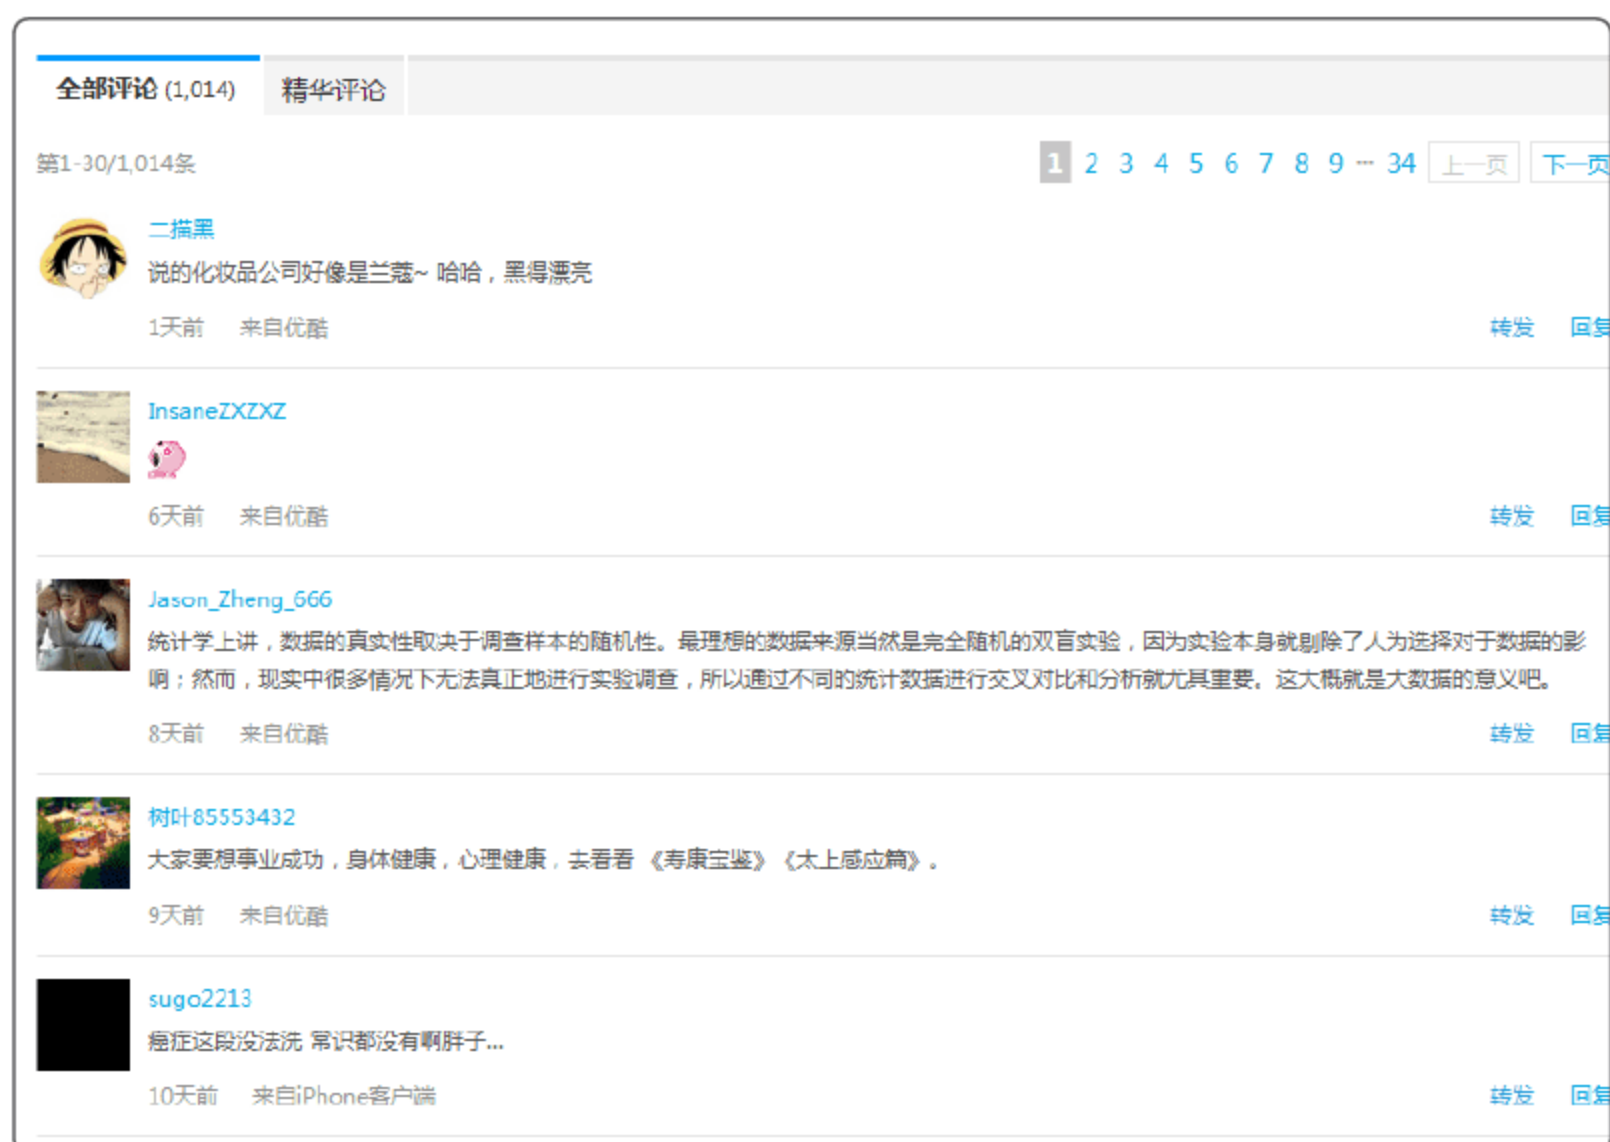 全部评论 (1,014) 精华评论
第1-30/1,014条 1 2 3 4 5 6 7 8 9 ··· 34 上一页 下一页
二描黑
说的化妆品公司好像是兰蔻~ 哈哈，黑得漂亮
1天前 来自优酷 转发 回复
InsaneZXZXZ
6天前 来自优酷 转发 回复
Jason_Zheng_666
统计学上讲，数据的真实性取决于调查样本的随机性。最理想的数据来源当然是完全随机的双盲实验，因为实验本身就剔除了人为选择对于数据的影
响；然而，现实中很多情况下无法真正地进行实验调查，所以通过不同的统计数据进行交叉对比和分析就尤其重要。这大概就是大数据的意义吧。
8天前 来自优酷 转发 回复
树叶85553432
大家要想事业成功，身体健康，心理健康，去看看 《寿康宝鉴》《太上感应篇》。
9天前 来自优酷 转发 回复
sugo2213
癌症这段没法洗 常识都没有啊胖子...
10天前 来自iPhone客户端 转发 回复